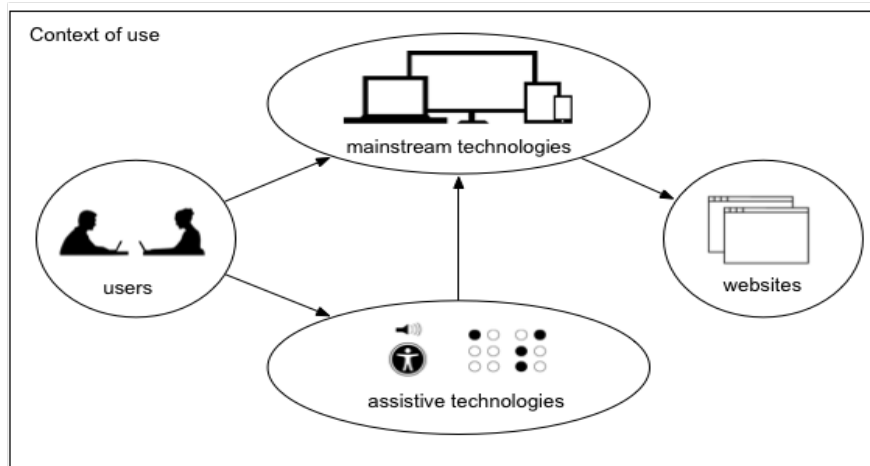 Context of use
mainstream technologies
users
websites
assistive technologies